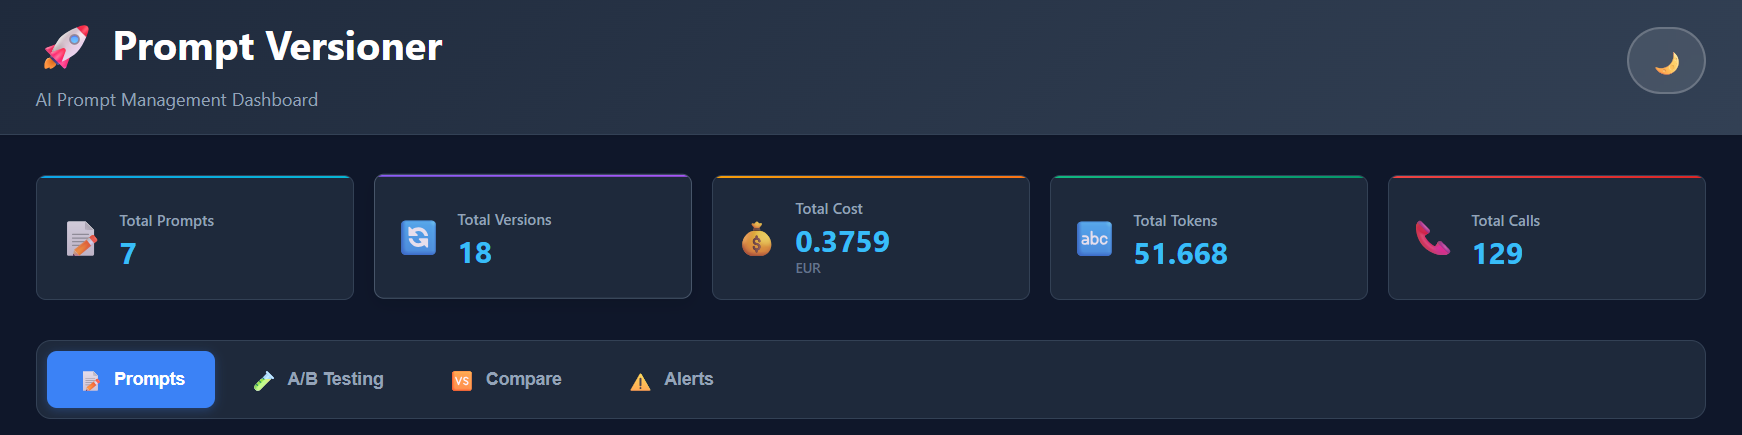 Prompt Versioner
AI Prompt Management Dashboard
Total Prompts
7
Total Versions
18
Total Cost
0.3759
EUR
abc
Total Tokens
51.668
Total Calls
129
Prompts
A/B Testing
VS
Compare
Alerts